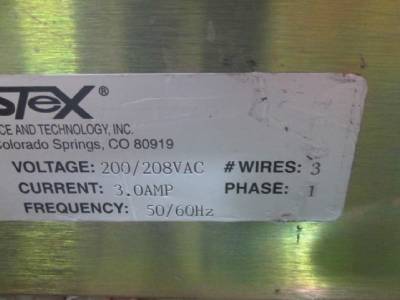 STEX®
CE AND TECHNOLOGY, INC.
Colorado Springs, CO 80919
VOLTAGE: 200/208VAC # WIRES: 3
CURRENT: 3.0AMP PHASE: 1
FREQUENCY: 50/60Hz